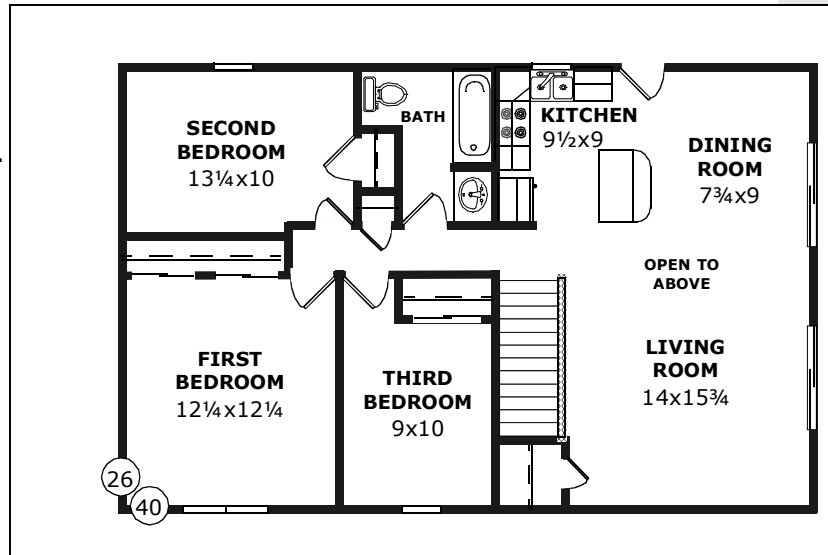 SECOND
BEDROOM
13¼x10
BATH
KITCHEN
9½x9
DINING
ROOM
7¾x9
OPEN TO
ABOVE
FIRST
BEDROOM
12¼x12¼
THIRD
BEDROOM
9x10
LIVING
ROOM
14x15¾
26
40